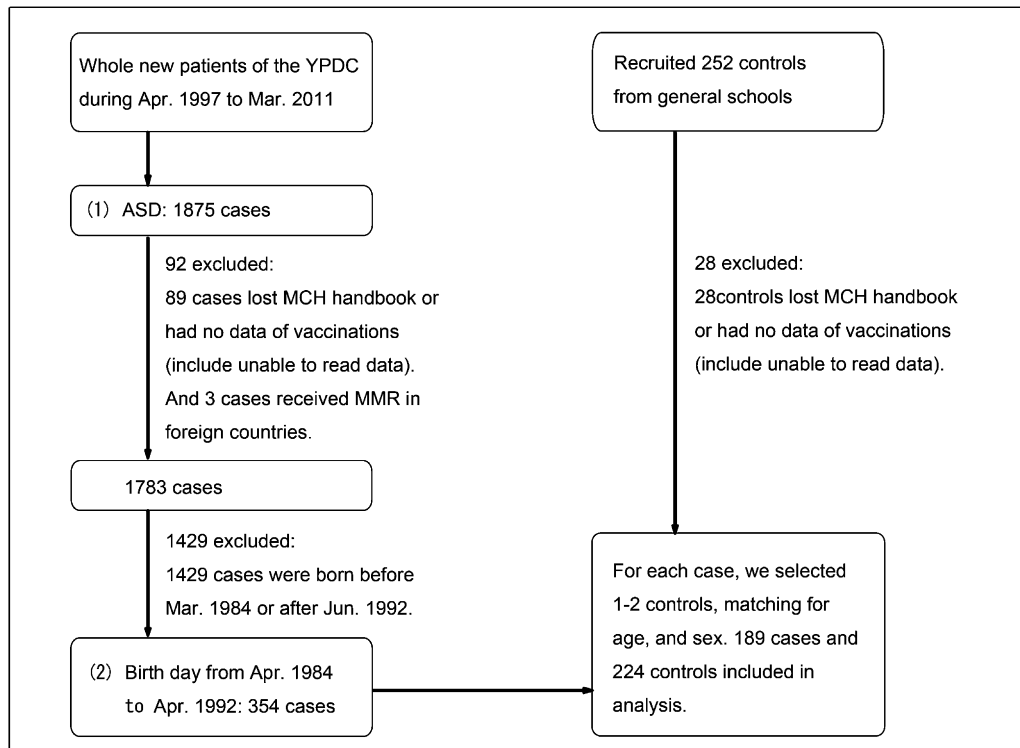 Whole new patients of the YPDC
during Apr. 1997 to Mar. 2011
(1) ASD: 1875 cases
92 excluded:
89 cases lost MCH handbook or
had no data of vaccinations
(include unable to read data).
And 3 cases received MMR in
foreign countries.
1783 cases
1429 excluded:
1429 cases were born before
Mar. 1984 or after Jun. 1992.
(2) Birth day from Apr. 1984
to Apr. 1992: 354 cases
Recruited 252 controls
from general schools
28 excluded:
28controls lost MCH handbook
or had no data of vaccinations
(include unable to read data).
For each case, we selected
1-2 controls, matching for
age, and sex. 189 cases and
224 controls included in
analysis.